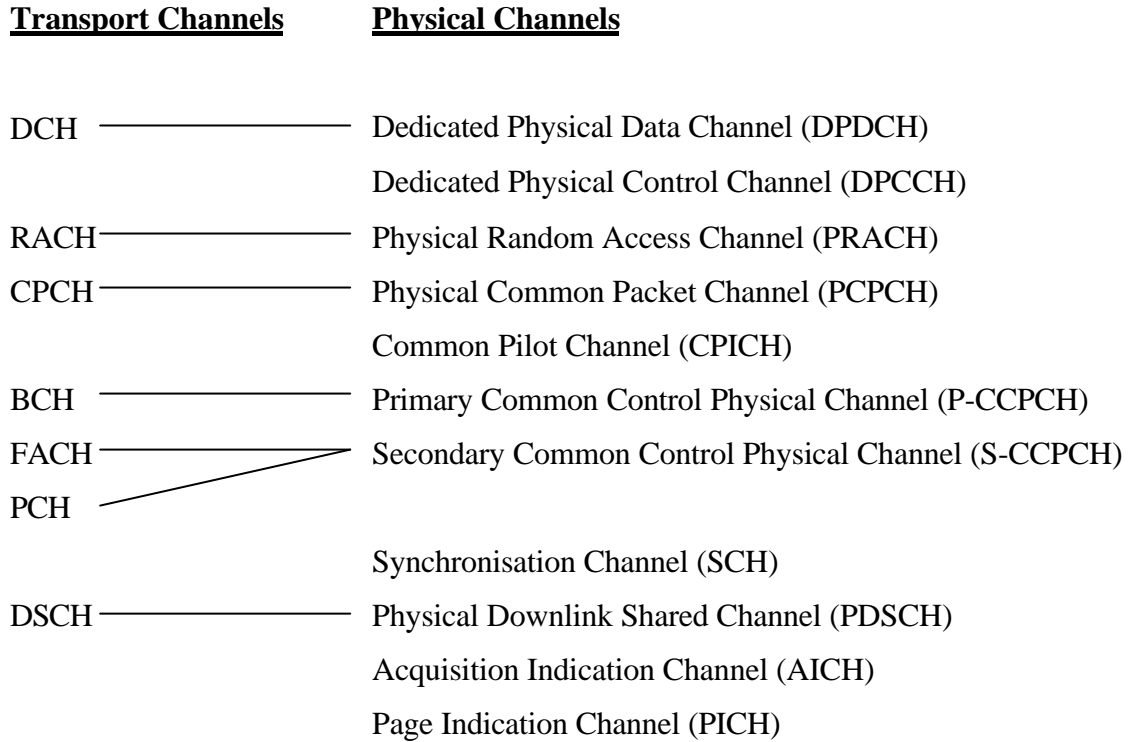 Transport Channels Physical Channels
DCH Dedicated Physical Data Channel (DPDCH)
Dedicated Physical Control Channel (DPCCH)
RACH Physical Random Access Channel (PRACH)
CPCH Physical Common Packet Channel (PCPCH)
Common Pilot Channel (CPICH)
BCH Primary Common Control Physical Channel (P-CCPCH)
FACH Secondary Common Control Physical Channel (S-CCPCH)
PCH
Synchronisation Channel (SCH)
DSCH Physical Downlink Shared Channel (PDSCH)
Acquisition Indication Channel (AICH)
Page Indication Channel (PICH)